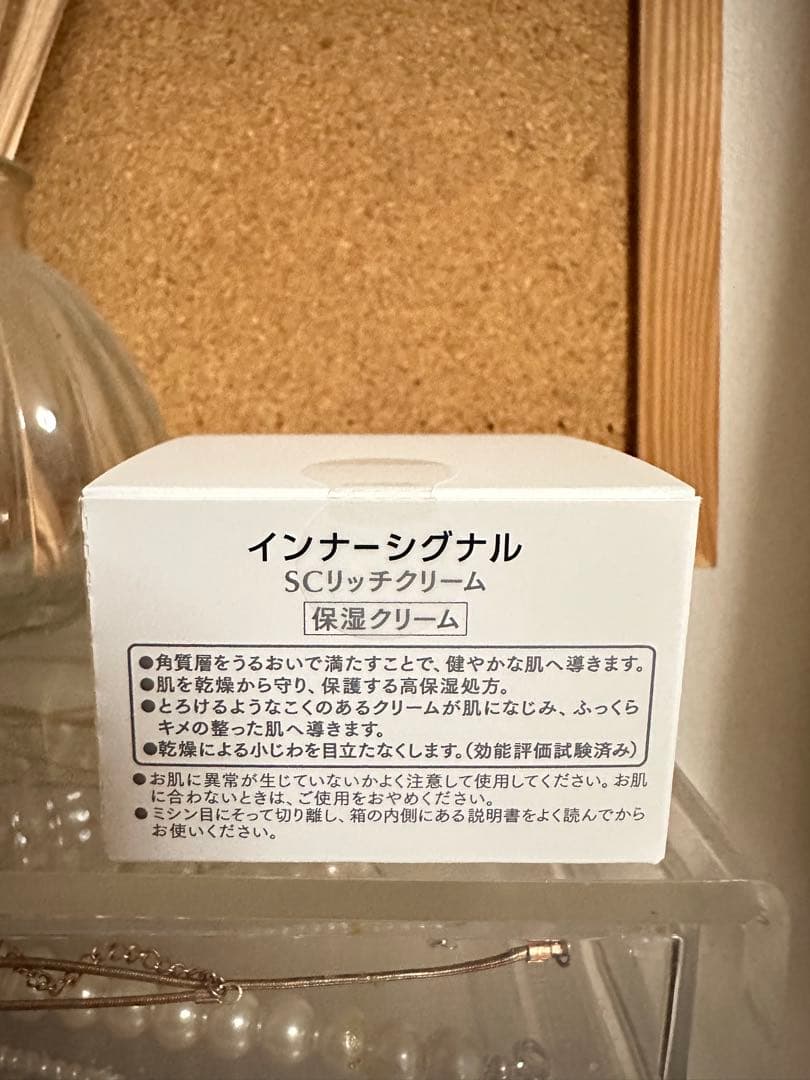 インナーシグナル
SCリッチクリーム
保湿クリーム
●角質層をうるおいで満たすことで、健やかな肌へ導きます。
●肌を乾燥から守り、保護する高保湿処方。
●とろけるようなこくのあるクリームが肌になじみ、ふっくら
キメの整った肌へ導きます。
●乾燥による小じわを目立たなくします。(効能評価試験済み)
●お肌に異常が生じていないかよく注意して使用してください。お肌
に合わないときは、ご使用をおやめください。
●ミシン目にそって切り離し、箱の内側にある説明書をよく読んでから
お使いください。